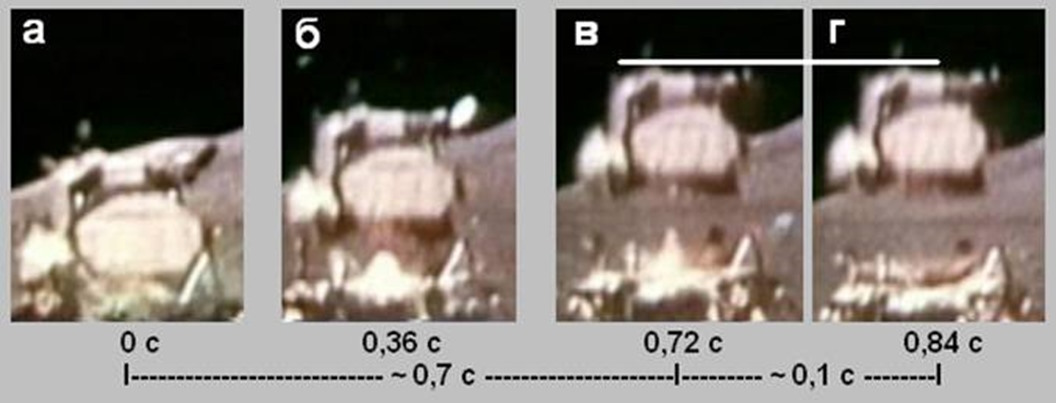 а б в г
0 с 0,36 с 0,72 с 0,84 с
~ 0,7 с ~ 0,1 с